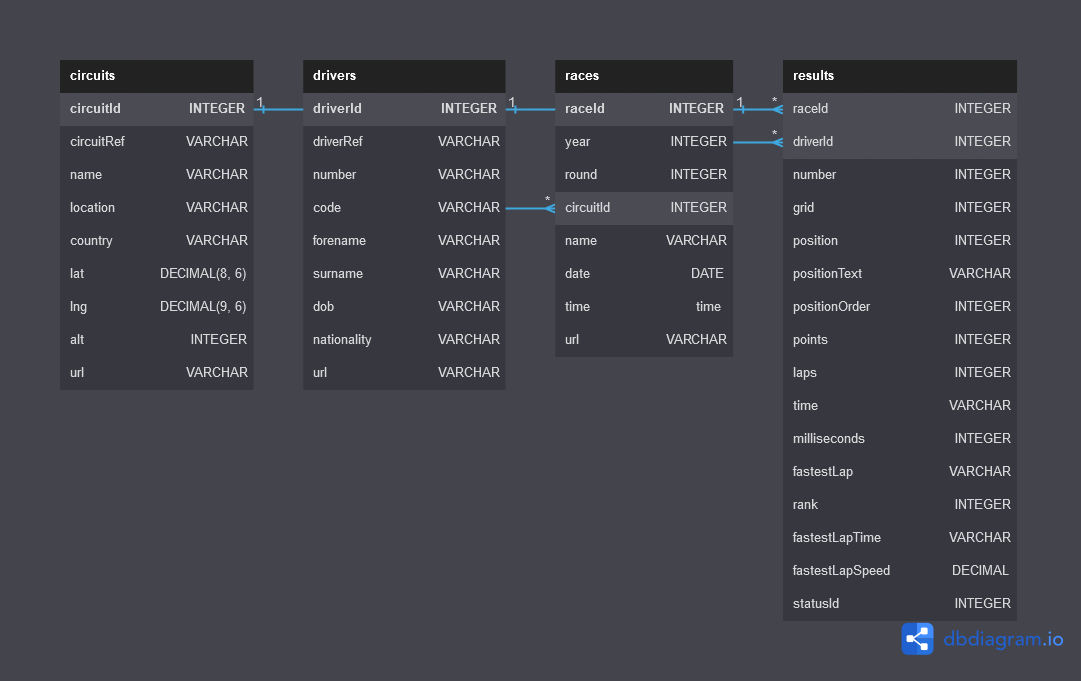 circuits
circuitId INTEGER 1
circuitRef VARCHAR
name VARCHAR
location VARCHAR
country VARCHAR
lat DECIMAL(8, 6)
lng DECIMAL(9, 6)
alt INTEGER
url VARCHAR
drivers
driverId INTEGER 1
driverRef VARCHAR
number VARCHAR
code VARCHAR *
forename VARCHAR
surname VARCHAR
dob VARCHAR
nationality VARCHAR
url VARCHAR
races
raceId INTEGER 1 *
year INTEGER *
round INTEGER
circuitId INTEGER
name VARCHAR
date DATE
time time
url VARCHAR
results
raceId INTEGER
driverId INTEGER
number INTEGER
grid INTEGER
position INTEGER
positionText VARCHAR
positionOrder INTEGER
points INTEGER
laps INTEGER
time VARCHAR
milliseconds INTEGER
fastestLap VARCHAR
rank INTEGER
fastestLapTime VARCHAR
fastestLapSpeed DECIMAL
statusId INTEGER
dbdiagram.io